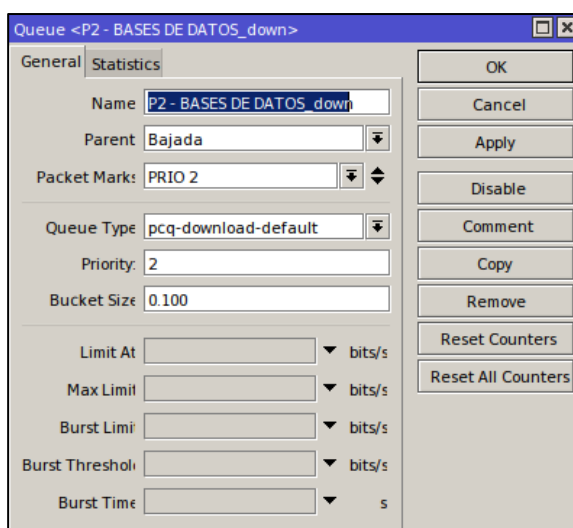 Queue <P2 - BASES DE DATOS_down>
General Statistics
OK
Name P2 - BASES DE DATOS_down
Cancel
Parent Bajada
Apply
Packet Marks PRIO 2
Disable
Queue Type pcq-download-default
Comment
Priority: 2
Copy
Bucket Size 0.100
Remove
Reset Counters
Limit At bits/s
Reset All Counters
Max Limit bits/s
Burst Limit bits/s
Burst Threshold bits/s
Burst Time s